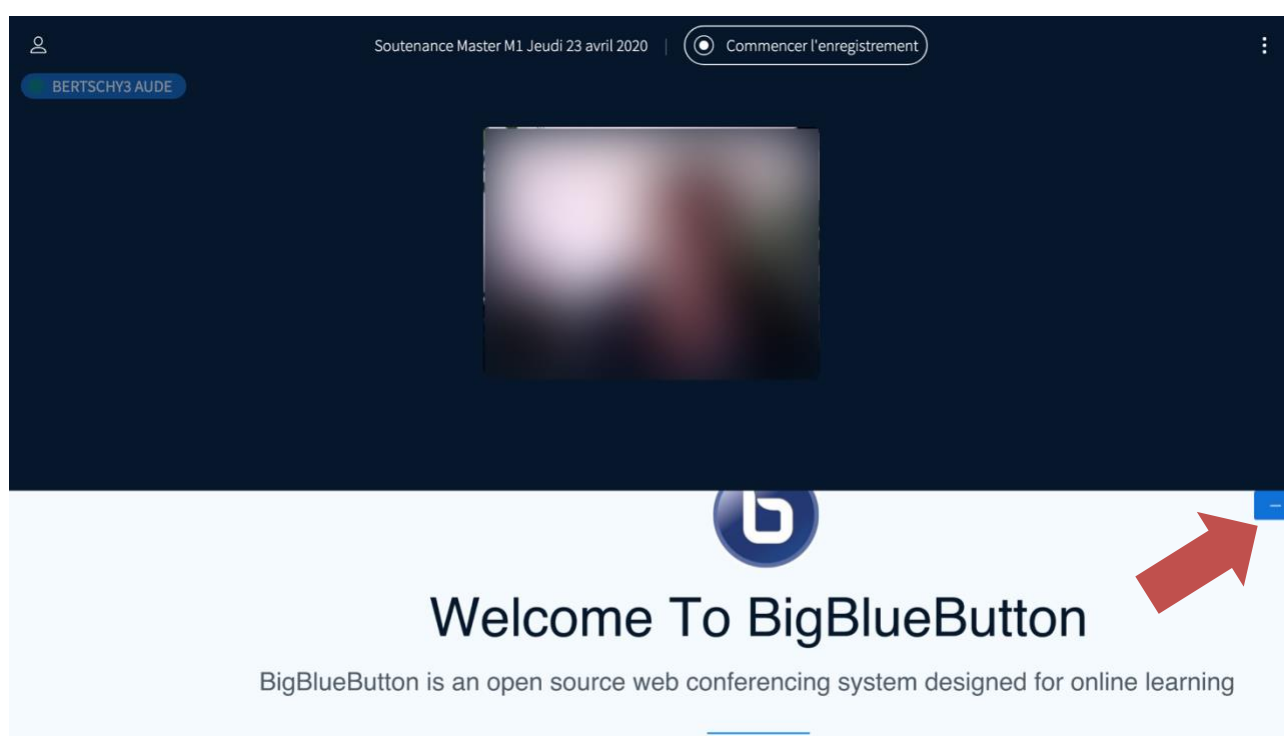 Soutenance Master M1 Jeudi 23 avril 2020 | Commencer l'enregistrement
BERTSCHY3 AUDE
b
Welcome To BigBlueButton
BigBlueButton is an open source web conferencing system designed for online learning